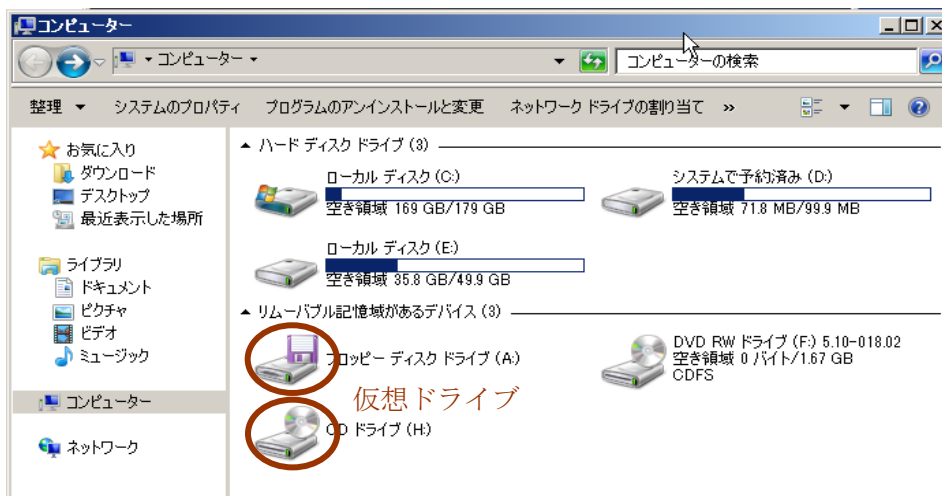 コンピューター
コンピューター
コンピューターの検索
整理 システムのプロパティ プログラムのアンインストールと変更 ネットワーク ドライブの割り当て »
お気に入り
ダウンロード
デスクトップ
最近表示した場所
ライブラリ
ドキュメント
ピクチャ
ビデオ
ミュージック
コンピューター
ネットワーク
ハード ディスク ドライブ (3)
ローカル ディスク (C:)
空き領域 169 GB/179 GB
システムで予約済み (D:)
空き領域 71.8 MB/99.9 MB
ローカル ディスク (E:)
空き領域 35.8 GB/49.9 GB
リムーバブル記憶域があるデバイス (3)
フロッピー ディスク ドライブ (A:)
DVD RW ドライブ (F:) 5.10-018.02
空き領域 0 バイト/1.67 GB
CDFS
仮想ドライブ
CD ドライブ (H:)